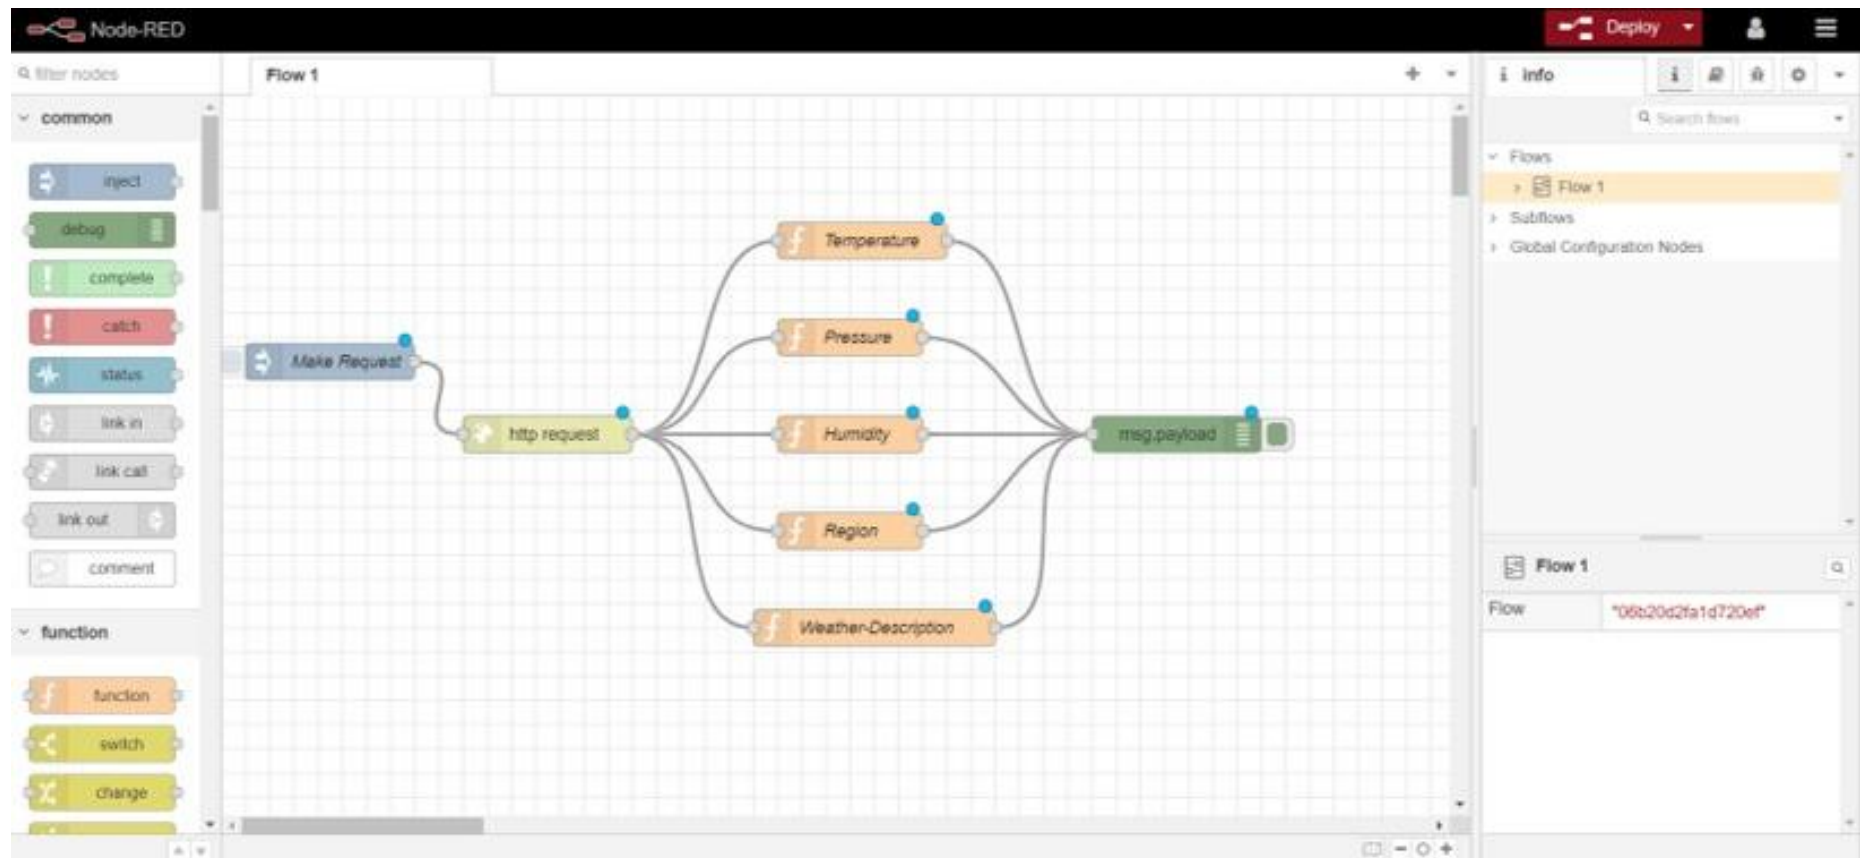 Node-RED
Deploy
filter nodes
Flow 1
i info
i
common
Search flows
Flows
Flow 1
Subflows
Global Configuration Nodes
inject
debug
complete
catch
status
link in
link call
link out
comment
function
function
switch
change
Make Request
http request
Temperature
Pressure
Humidity
Region
Weather-Description
msg.payload
Flow 1
Flow "06b20d2fa1d720ef"